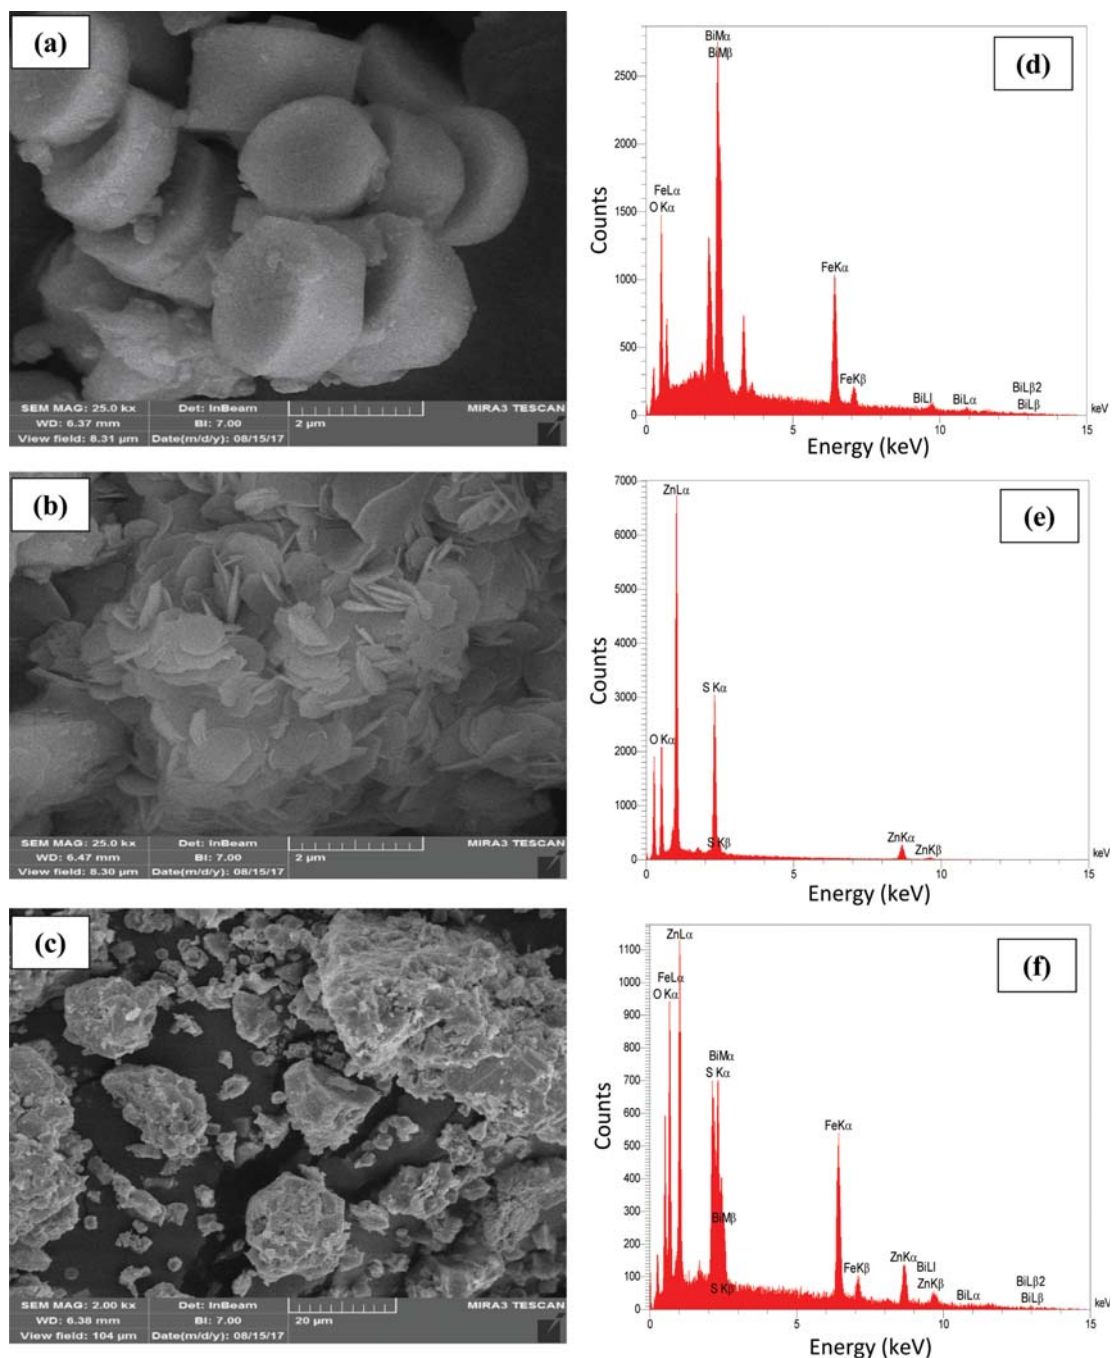 (a)
SEM MAG: 25.0 kx Det: InBeam MIRA3 TESCAN
WD: 6.37 mm BI: 7.00 2 µm
View field: 8.31 µm Date(m/d/y): 08/15/17
(d)
BiMα
BiMβ
2500
2000
1500
1000
500
0
FeLα
O Kα
FeKα
FeKβ
BiLl
BiLα
BiLβ2
BiLβ
keV
0 5 10 15
Counts
Energy (keV)
(b)
SEM MAG: 25.0 kx Det: InBeam MIRA3 TESCAN
WD: 6.47 mm BI: 7.00 2 µm
View field: 8.30 µm Date(m/d/y): 08/15/17
(e)
7000
6000
5000
4000
3000
2000
1000
0
ZnLα
O Kα
S Kα
S Kβ
ZnKα
ZnKβ
keV
0 5 10 15
Counts
Energy (keV)
(c)
SEM MAG: 2.00 kx Det: InBeam MIRA3 TESCAN
WD: 6.38 mm BI: 7.00 20 µm
View field: 104 µm Date(m/d/y): 08/15/17
(f)
1100
1000
900
800
700
600
500
400
300
200
100
0
ZnLα
FeLα
O Kα
BiMα
S Kα
BiMβ
S Kβ
FeKα
FeKβ
ZnKα
BiLl
ZnKβ
BiLα
BiLβ2
BiLβ
keV
0 5 10 15
Counts
Energy (keV)